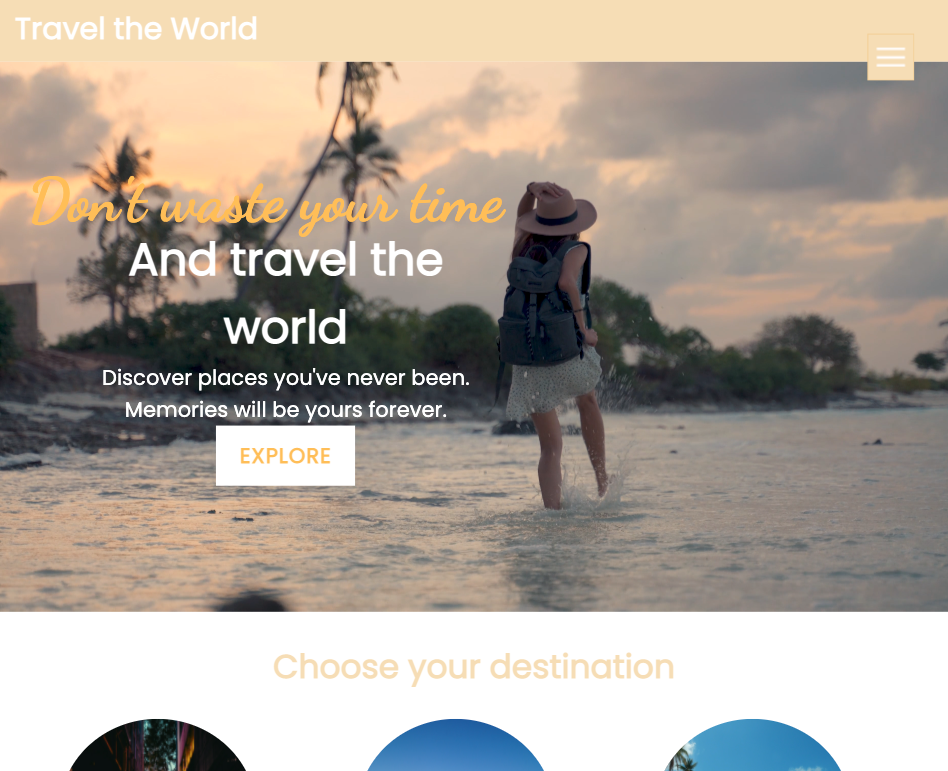 Travel the World
Don't waste your time
And travel the
world
Discover places you've never been.
Memories will be yours forever.
EXPLORE
Choose your destination